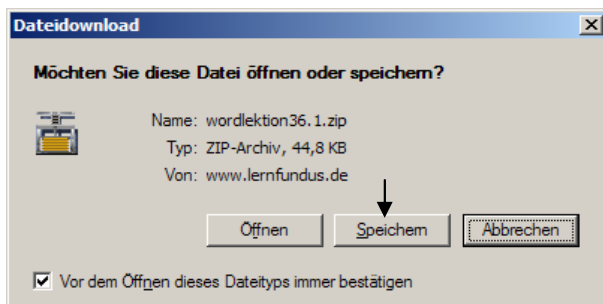 Dateidownload
Möchten Sie diese Datei öffnen oder speichern?
Name: wordlektion36.1.zip
Typ: ZIP-Archiv, 44,8 KB
Von: www.lernfundus.de
Öffnen Speichern Abbrechen
Vor dem Öffnen dieses Dateityps immer bestätigen